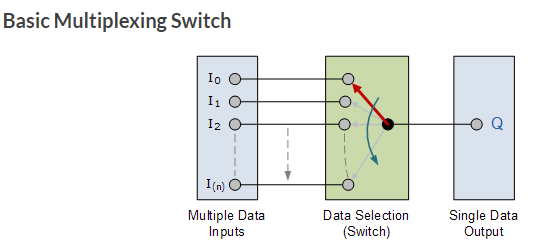 Basic Multiplexing Switch
I0
I1
I2
Q
I(n)
Multiple Data
Inputs
Data Selection
(Switch)
Single Data
Output